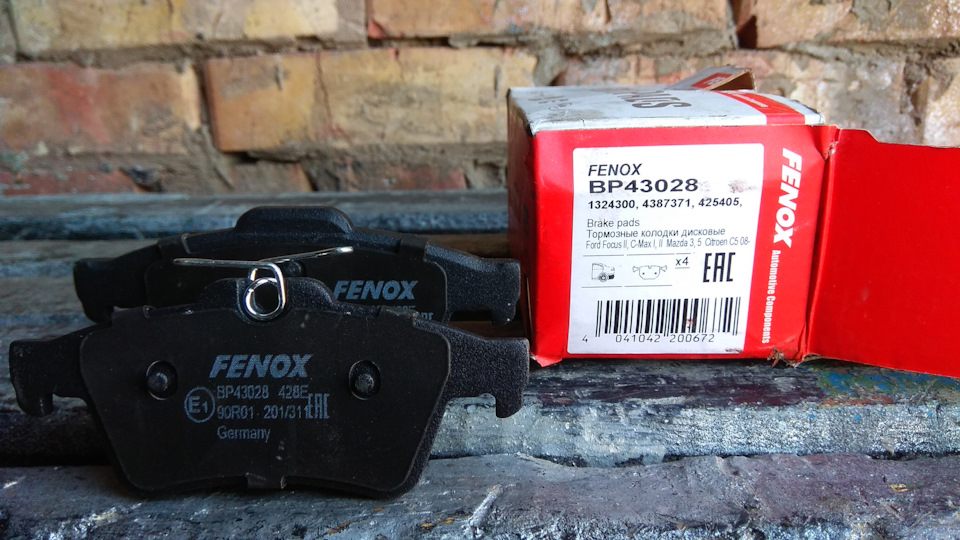 FENOX
BP43028
1324300, 4387371, 425405,
Brake pads
Тормозные колодки дисковые
Ford Focus II, C-Max I, II Mazda 3, 5 Citroen C5 08-
x4
EAC
4 041042 200672
FENOX
Automotive Components
FENOX
FENOX
BP43028 428E
E1
90R01 201/311 EAC
Germany